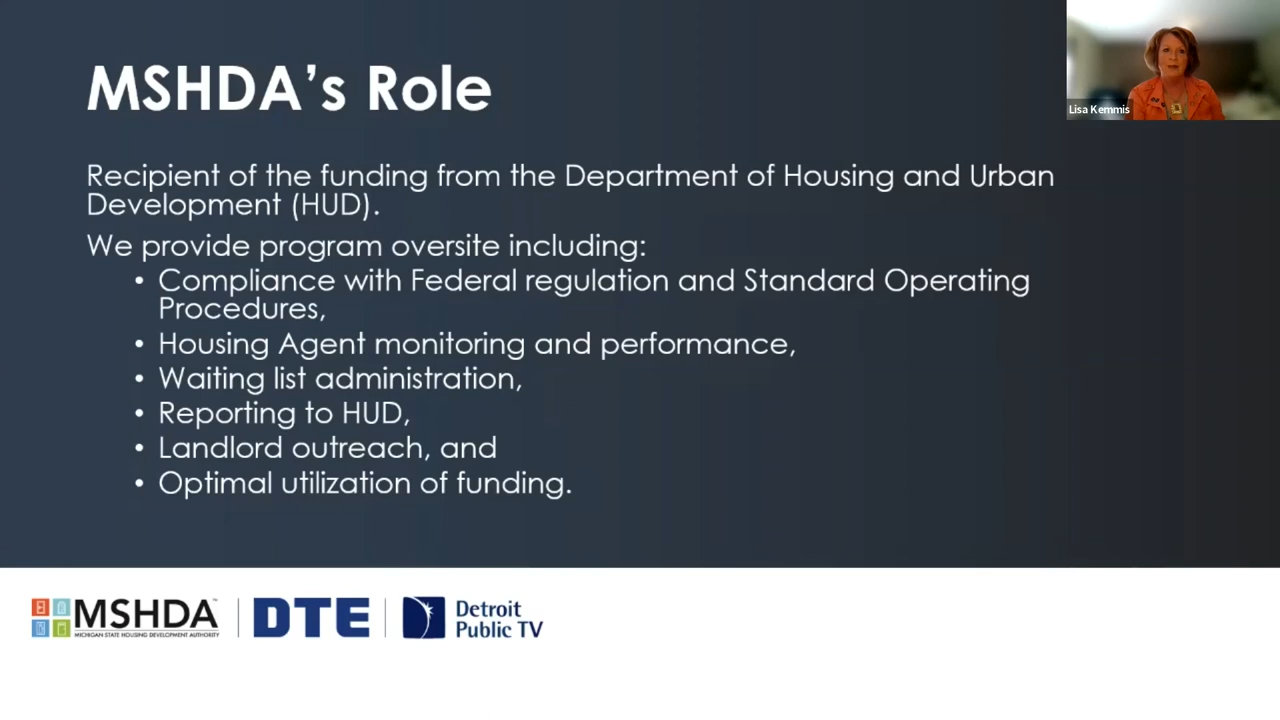 MSHDA's Role
Lisa Kemmis
Recipient of the funding from the Department of Housing and Urban
Development (HUD).
We provide program oversite including:
• Compliance with Federal regulation and Standard Operating
Procedures,
• Housing Agent monitoring and performance,
• Waiting list administration,
• Reporting to HUD,
• Landlord outreach, and
• Optimal utilization of funding.
MSHDA™
MICHIGAN STATE HOUSING DEVELOPMENT AUTHORITY
DTE
Detroit
Public TV